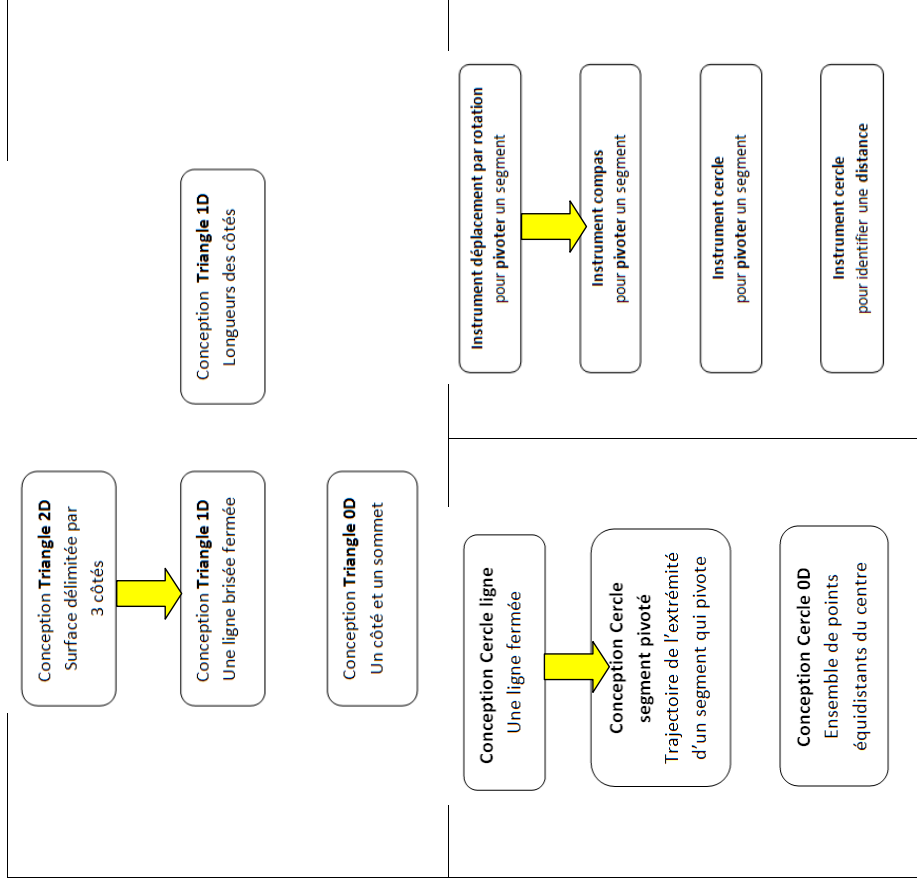 Conception Triangle 2D
Surface délimitée par
3 côtés
Conception Triangle 1D
Une ligne brisée fermée
Conception Triangle 0D
Un côté et un sommet
Conception Triangle 1D
Longueurs des côtés
Conception Cercle ligne
Une ligne fermée
Conception Cercle
segment pivoté
Trajectoire de l'extrémité
d'un segment qui pivote
Conception Cercle 0D
Ensemble de points
équidistants du centre
Instrument déplacement par rotation
pour pivoter un segment
Instrument compas
pour pivoter un segment
Instrument cercle
pour pivoter un segment
Instrument cercle
pour identifier une distance